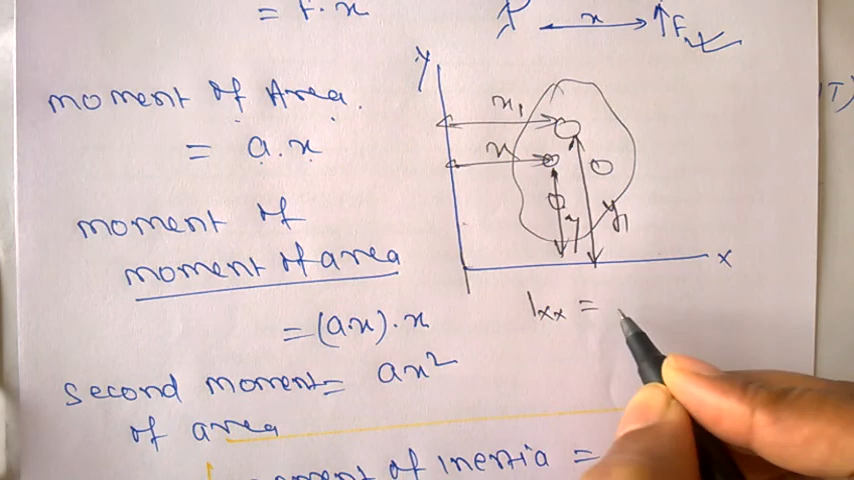 = F.x
x F
moment of Area.
= a.x
moment of
moment of area
= (a.x).x
second moment = ax²
of area
moment of inertia =
y
x₁
x
y y₁
x
Ixx =